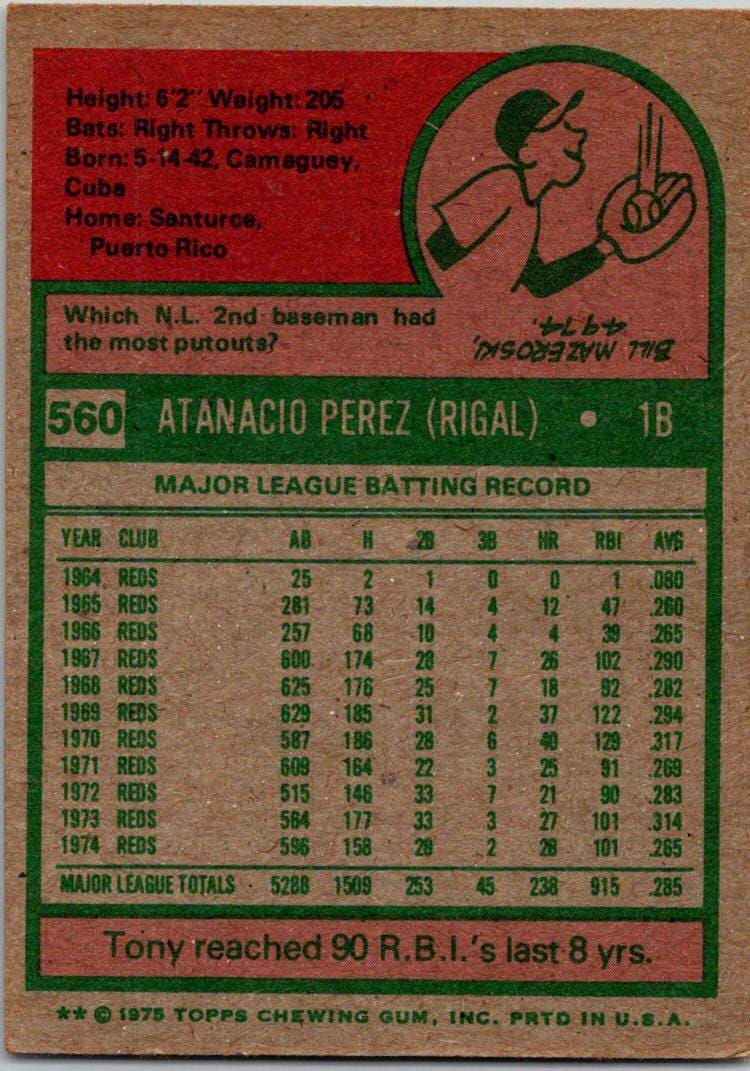 Height: 6'2" Weight: 205
Bats: Right Throws: Right
Born: 5-14-42, Camaguey,
Cuba
Home: Santurce,
Puerto Rico
Which N.L. 2nd baseman had
the most putouts?
BILL MAZEROSKI,
4974.
560 ATANACIO PEREZ (RIGAL) • 1B
MAJOR LEAGUE BATTING RECORD
YEAR CLUB AB H 2B 3B HR RBI AVG
1964 REDS 25 2 1 0 0 1 .080
1965 REDS 281 73 14 4 12 47 .260
1966 REDS 257 68 10 4 4 39 .265
1967 REDS 600 174 28 7 26 102 .290
1968 REDS 625 176 25 7 18 92 .282
1969 REDS 629 185 31 2 37 122 .294
1970 REDS 587 186 28 6 40 129 .317
1971 REDS 609 164 22 3 25 91 .269
1972 REDS 515 146 33 7 21 90 .283
1973 REDS 564 177 33 3 27 101 .314
1974 REDS 596 158 28 2 28 101 .265
MAJOR LEAGUE TOTALS 5288 1509 253 45 238 915 .285
Tony reached 90 R.B.I.'s last 8 yrs.
** © 1975 TOPPS CHEWING GUM, INC. PRTD IN U.S.A.